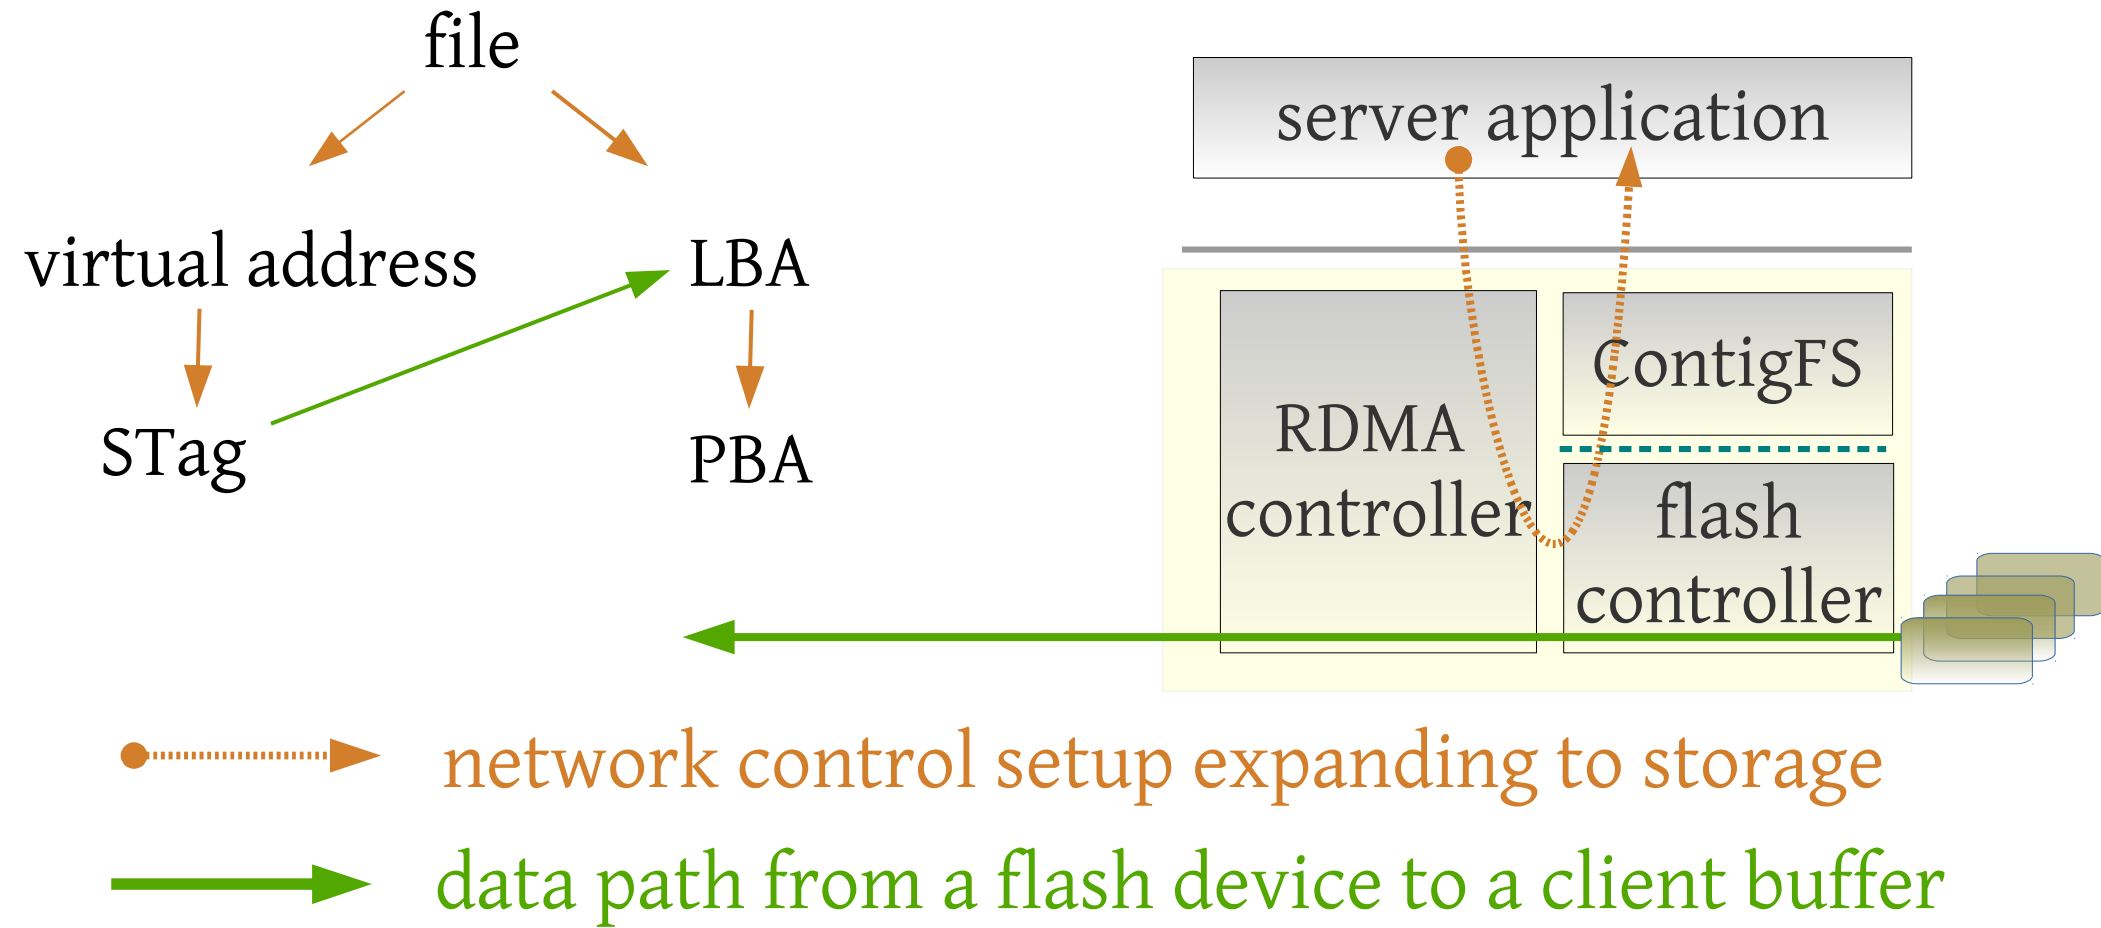 file
virtual address
LBA
STag
PBA
server application
RDMA
controller
ContigFS
flash
controller
network control setup expanding to storage
data path from a flash device to a client buffer